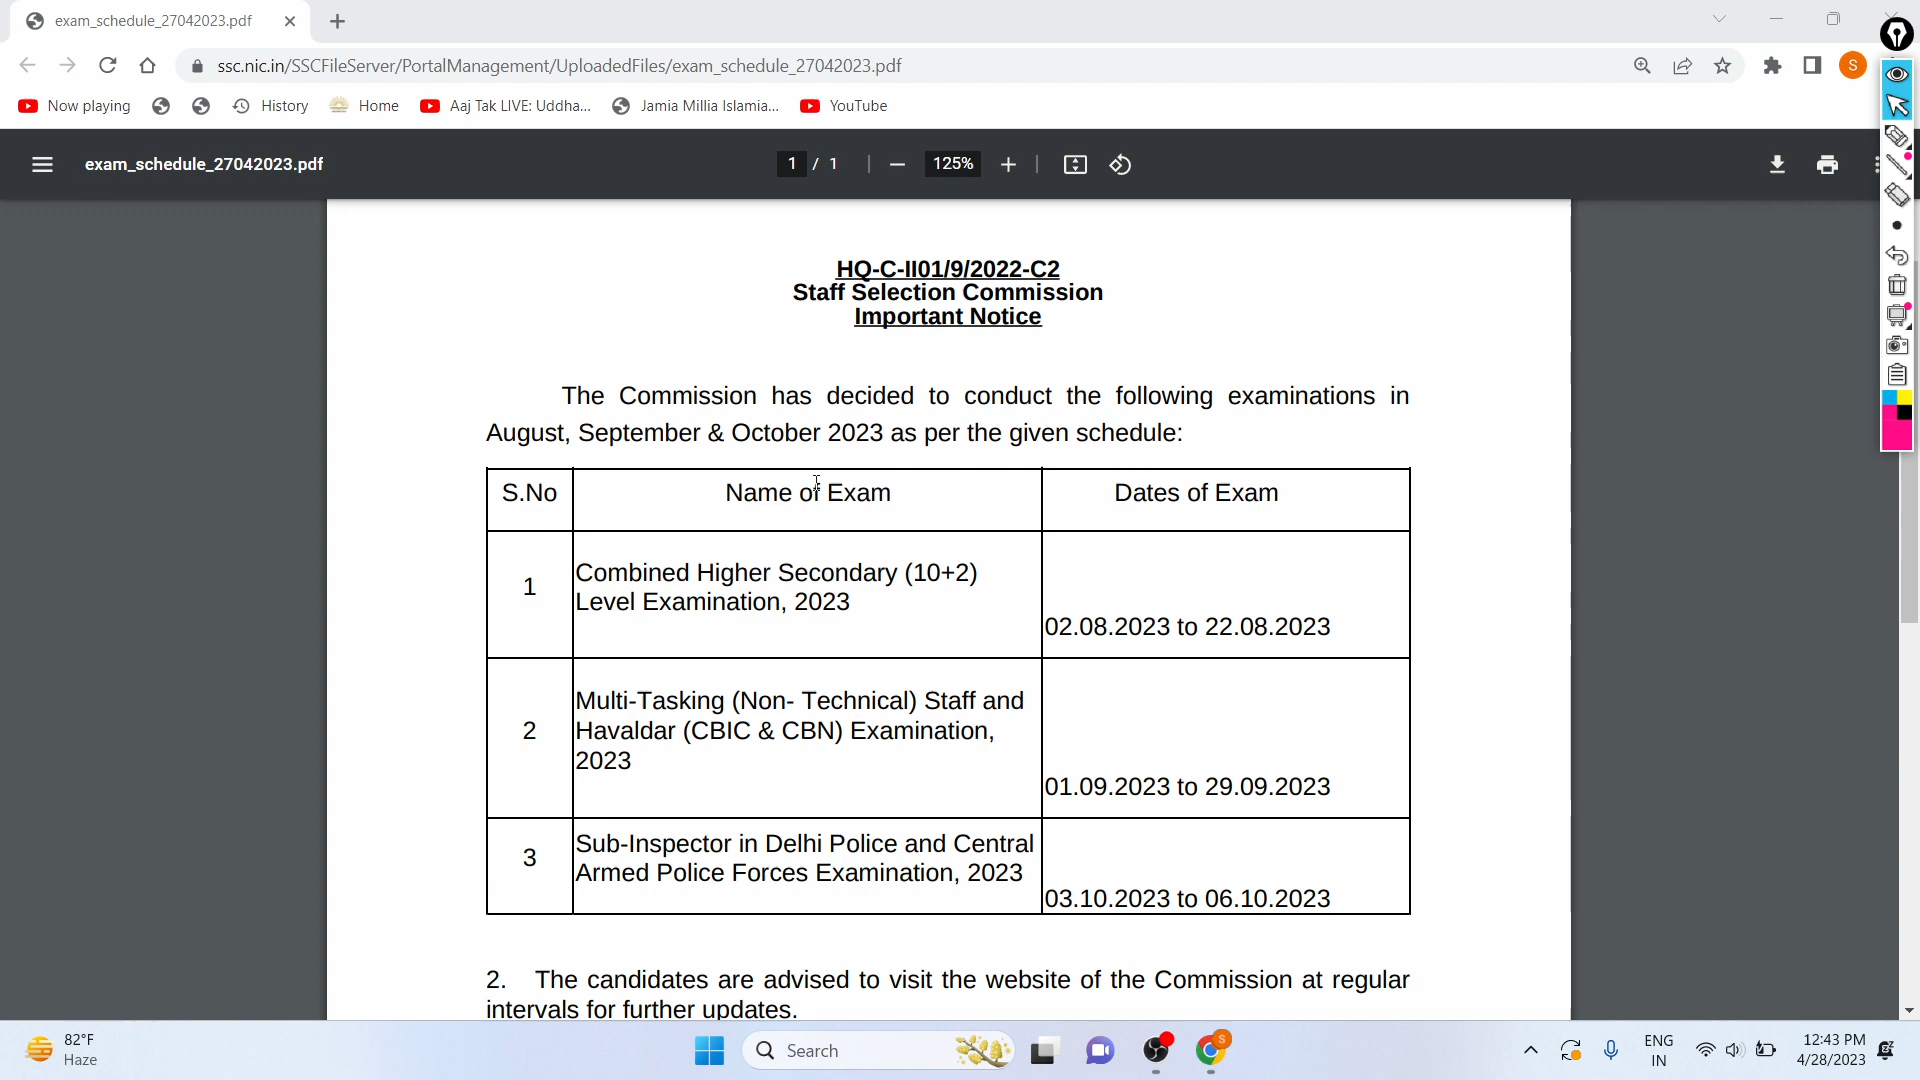 exam_schedule_27042023.pdf
ssc.nic.in/SSCFileServer/PortalManagement/UploadedFiles/exam_schedule_27042023.pdf
S
Now playing
History
Home
Aaj Tak LIVE: Uddha...
Jamia Millia Islamia...
YouTube
exam_schedule_27042023.pdf
1 / 1
125%
HQ-C-II01/9/2022-C2
Staff Selection Commission
Important Notice
The Commission has decided to conduct the following examinations in
August, September & October 2023 as per the given schedule:
S.No Name of Exam Dates of Exam
1
Combined Higher Secondary (10+2)
Level Examination, 2023
02.08.2023 to 22.08.2023
2
Multi-Tasking (Non- Technical) Staff and
Havaldar (CBIC & CBN) Examination,
2023
01.09.2023 to 29.09.2023
3
Sub-Inspector in Delhi Police and Central
Armed Police Forces Examination, 2023
03.10.2023 to 06.10.2023
2. The candidates are advised to visit the website of the Commission at regular
intervals for further updates.
82°F
Haze
Search
S
ENG
IN
12:43 PM
4/28/2023